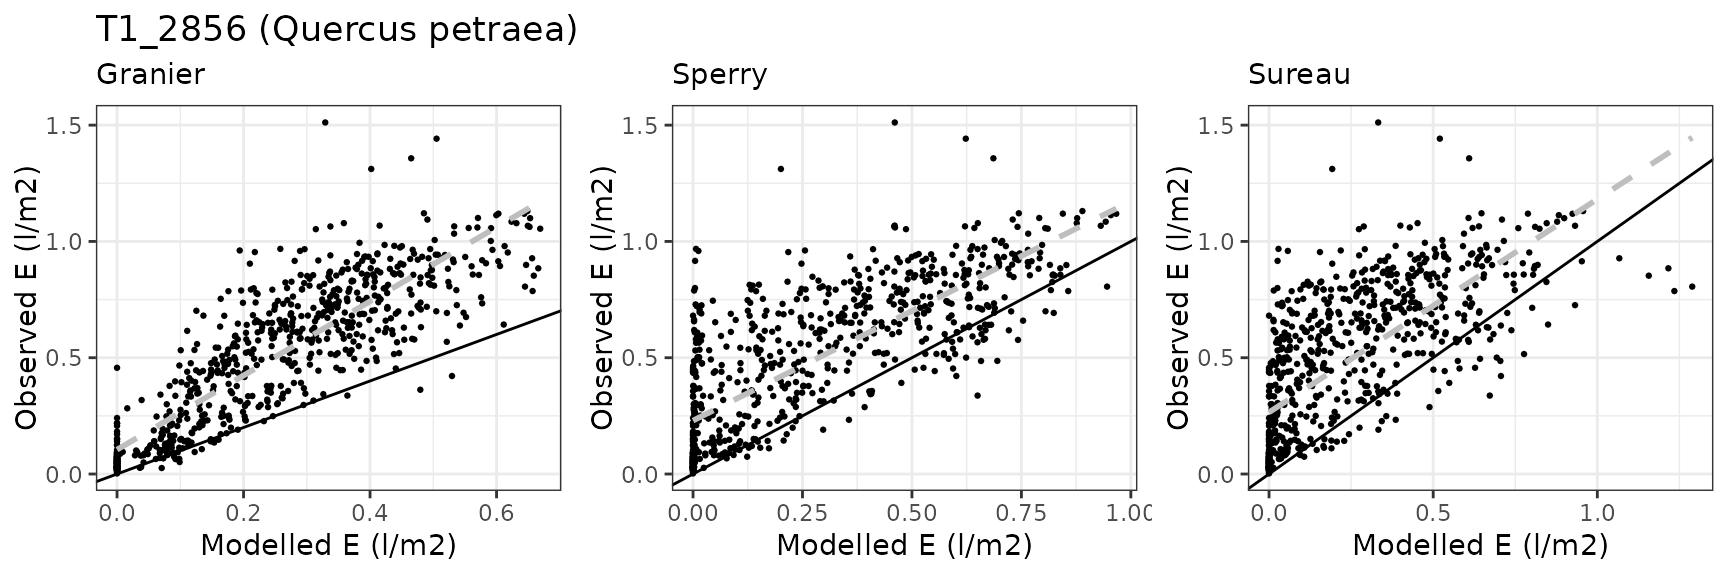 T1_2856 (Quercus petraea)
Granier
Observed E (l/m2)
1.5
1.0
0.5
0.0
0.0 0.2 0.4 0.6
Modelled E (l/m2)
Sperry
Observed E (l/m2)
1.5
1.0
0.5
0.0
0.00 0.25 0.50 0.75 1.00
Modelled E (l/m2)
Sureau
Observed E (l/m2)
1.5
1.0
0.5
0.0
0.0 0.5 1.0
Modelled E (l/m2)